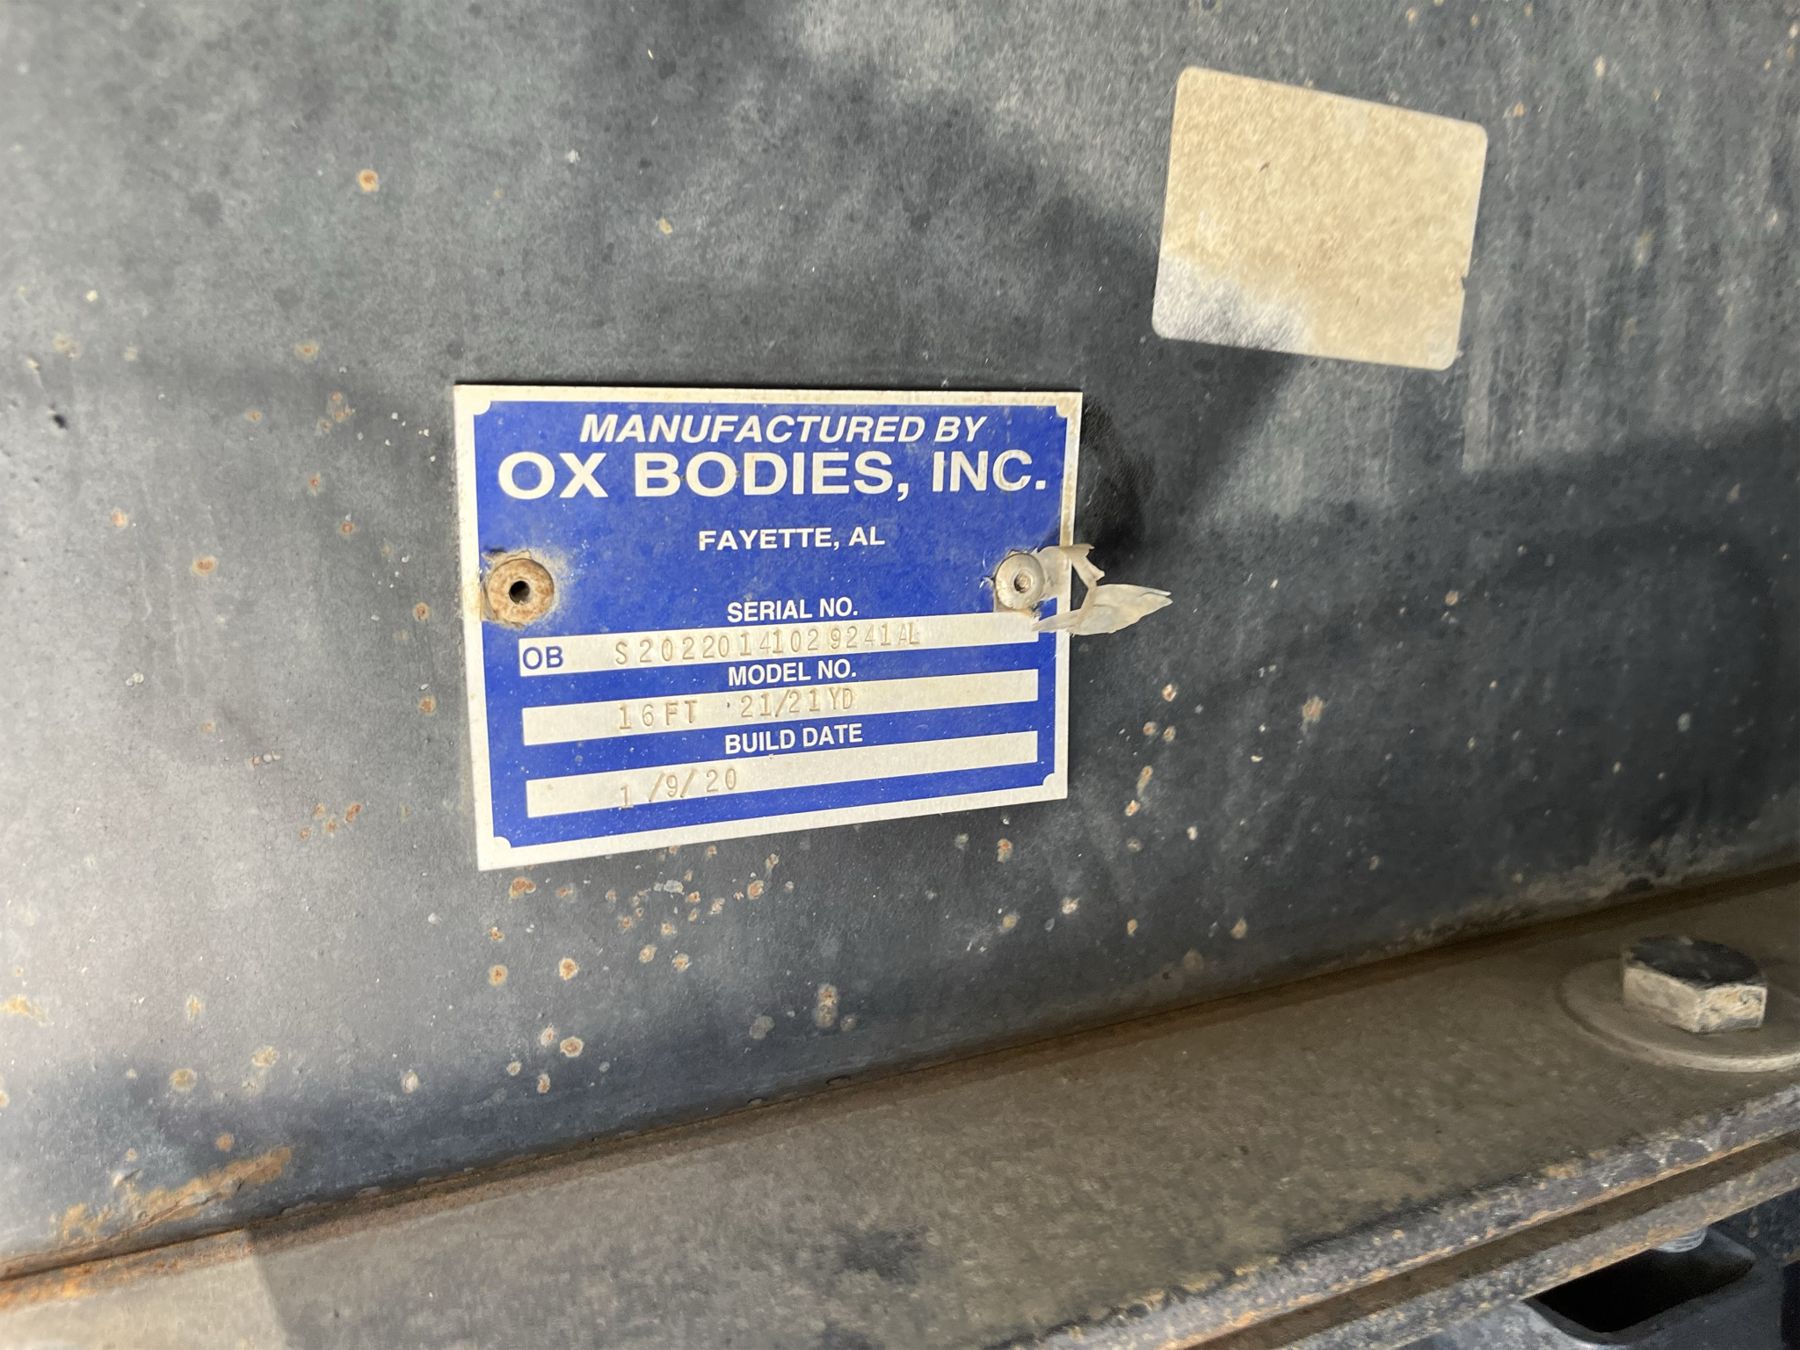 MANUFACTURED BY
OX BODIES, INC.
FAYETTE, AL
SERIAL NO.
OB S20220141029241AL
MODEL NO.
16FT 21/21YD
BUILD DATE
1/9/20